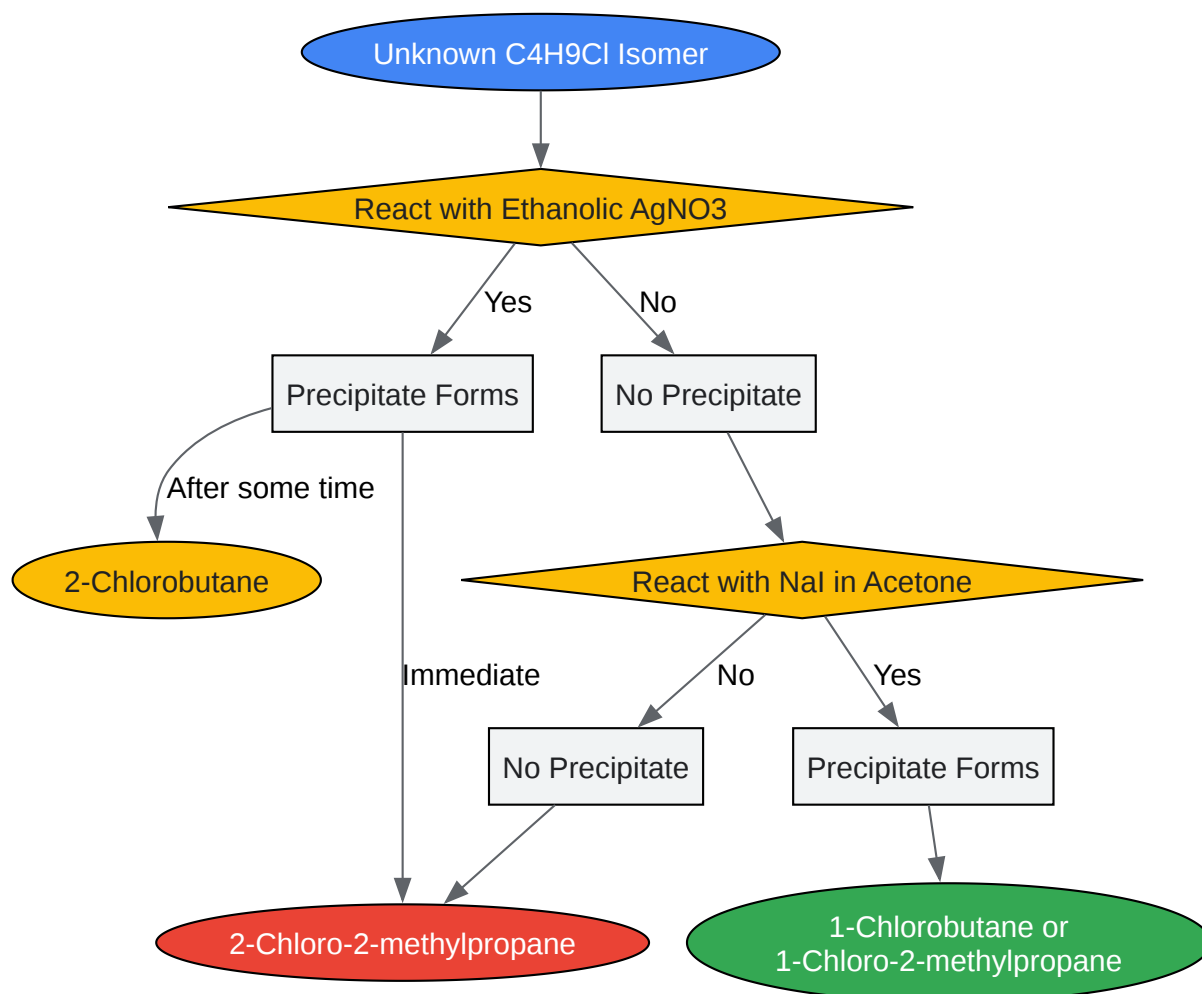 Unknown C4H9Cl Isomer
React with Ethanolic AgNO3
Yes
No
Precipitate Forms
No Precipitate
After some time
2-Chlorobutane
React with NaI in Acetone
Immediate
No
Yes
No Precipitate
Precipitate Forms
2-Chloro-2-methylpropane
1-Chlorobutane or
1-Chloro-2-methylpropane